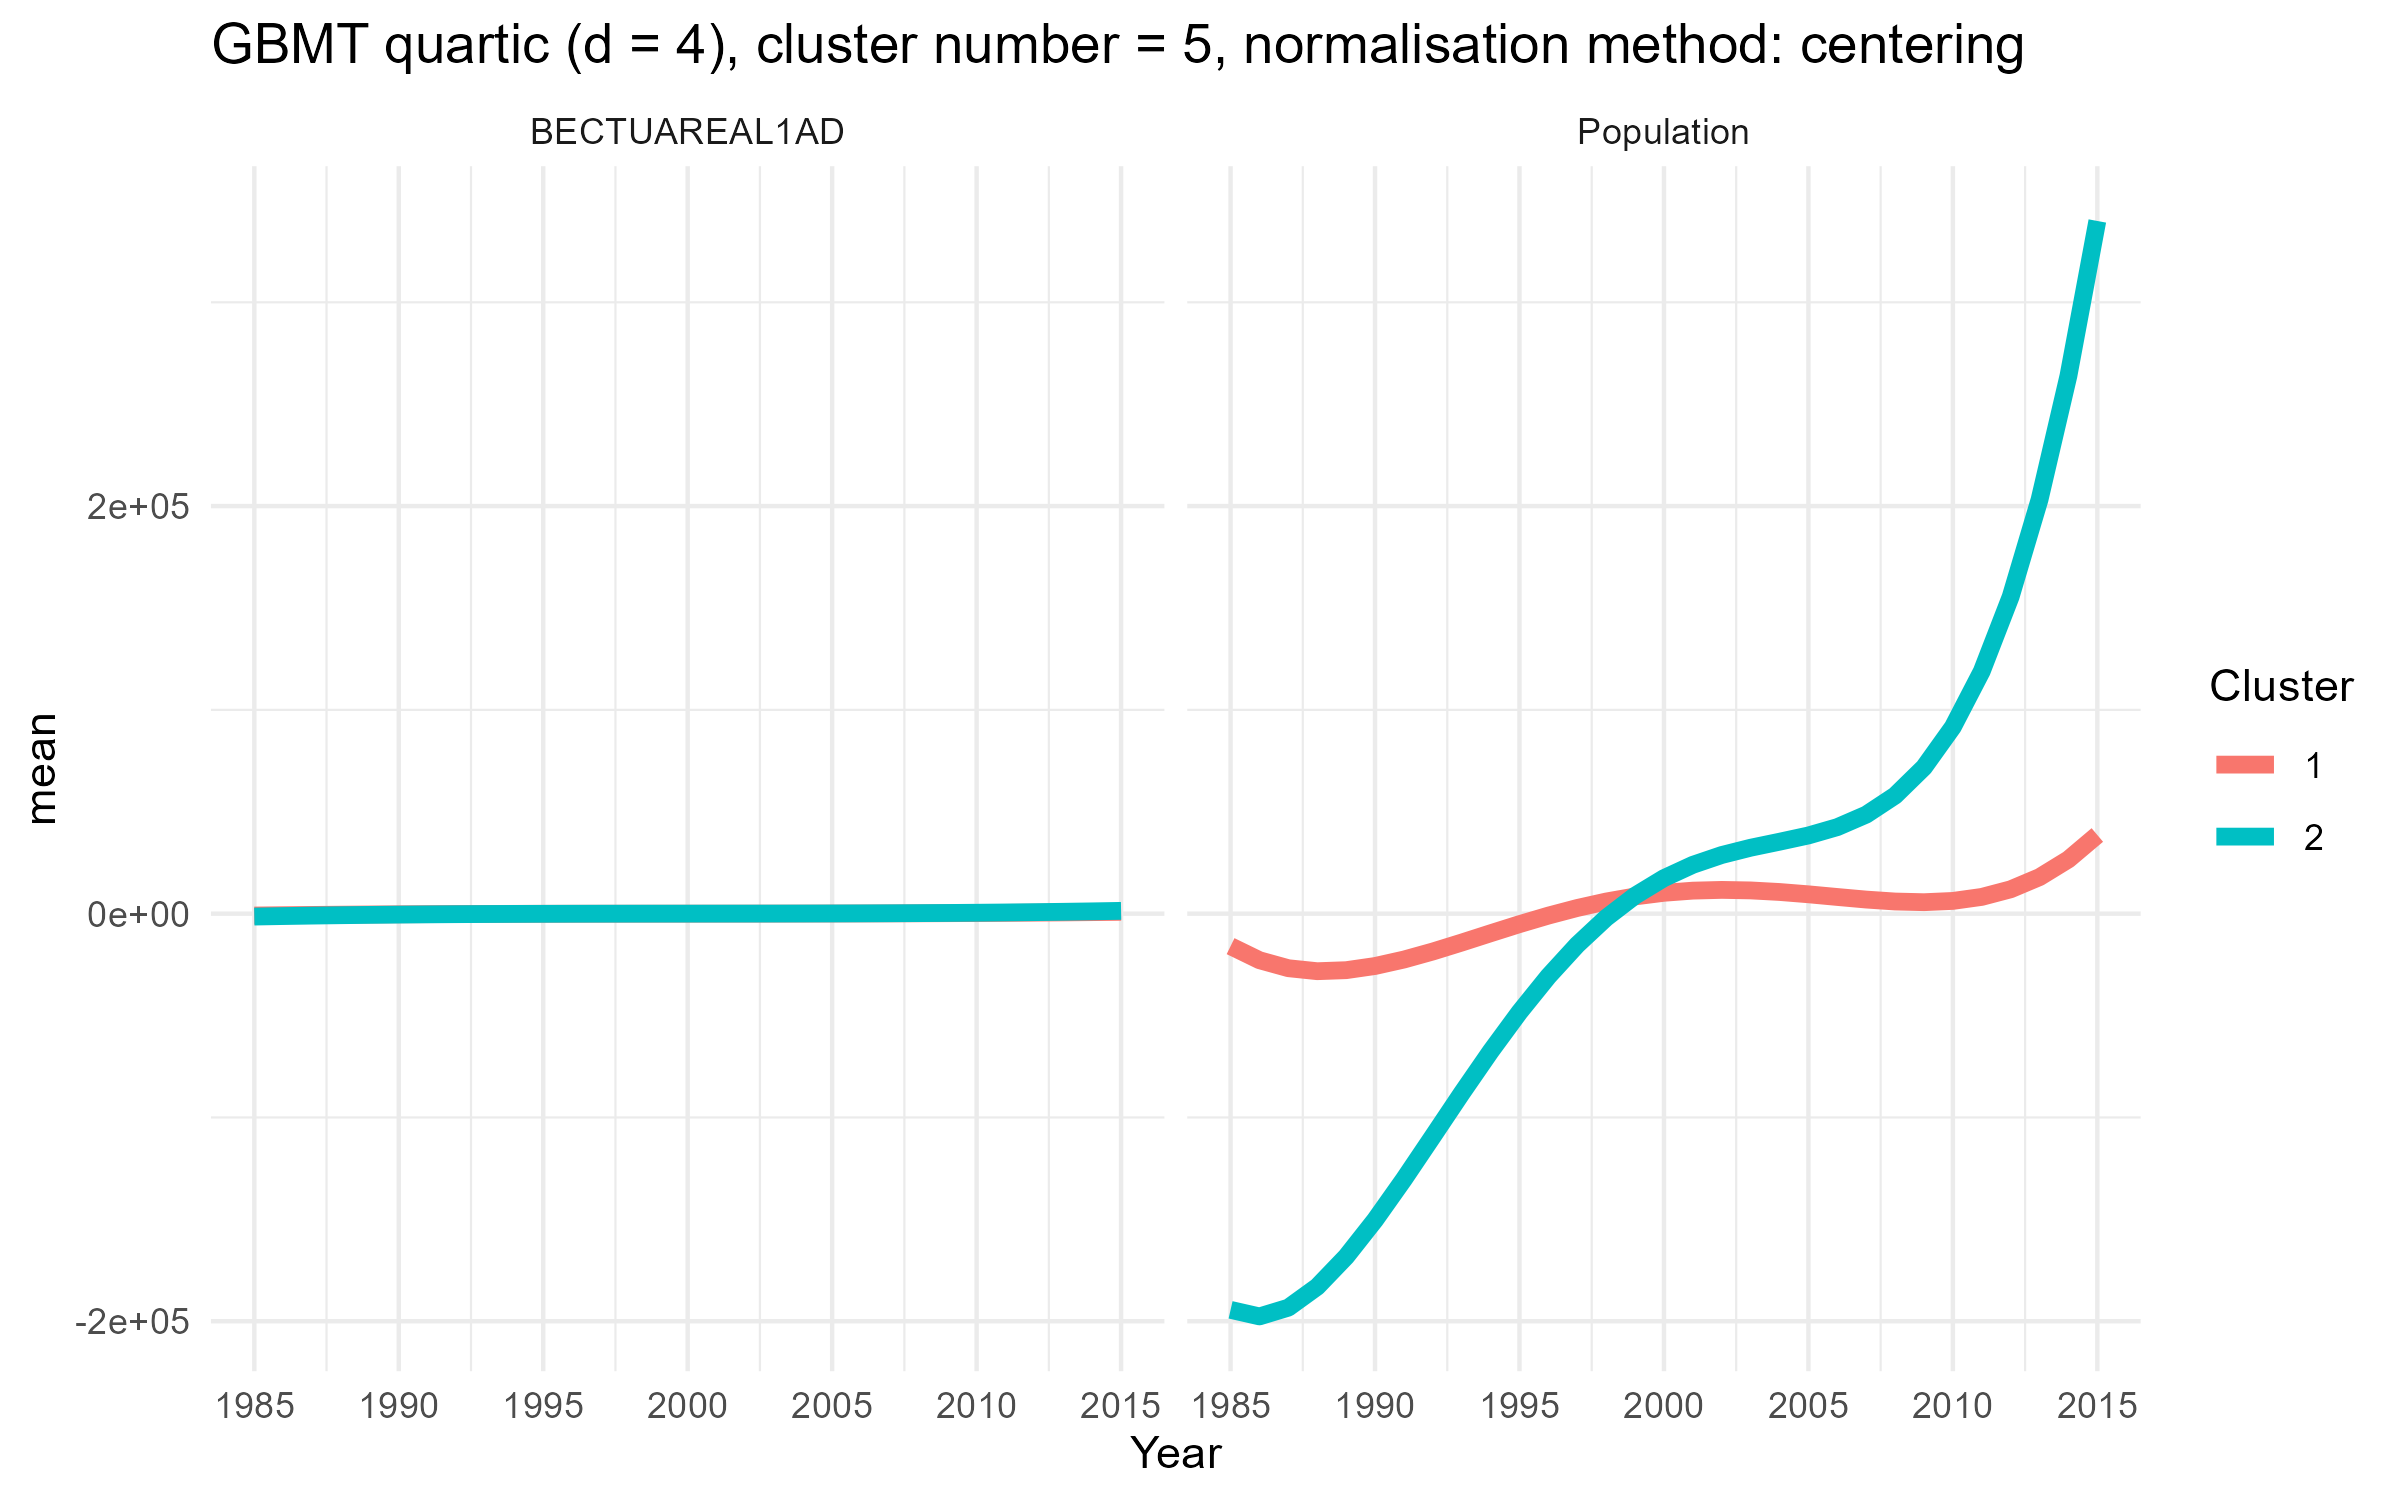 GBMT quartic (d = 4), cluster number = 5, normalisation method: centering
BECTUAREAL1AD
Population
2e+05
0e+00
-2e+05
mean
1985 1990 1995 2000 2005 2010 2015
1985 1990 1995 2000 2005 2010 2015
Year
Cluster
1
2